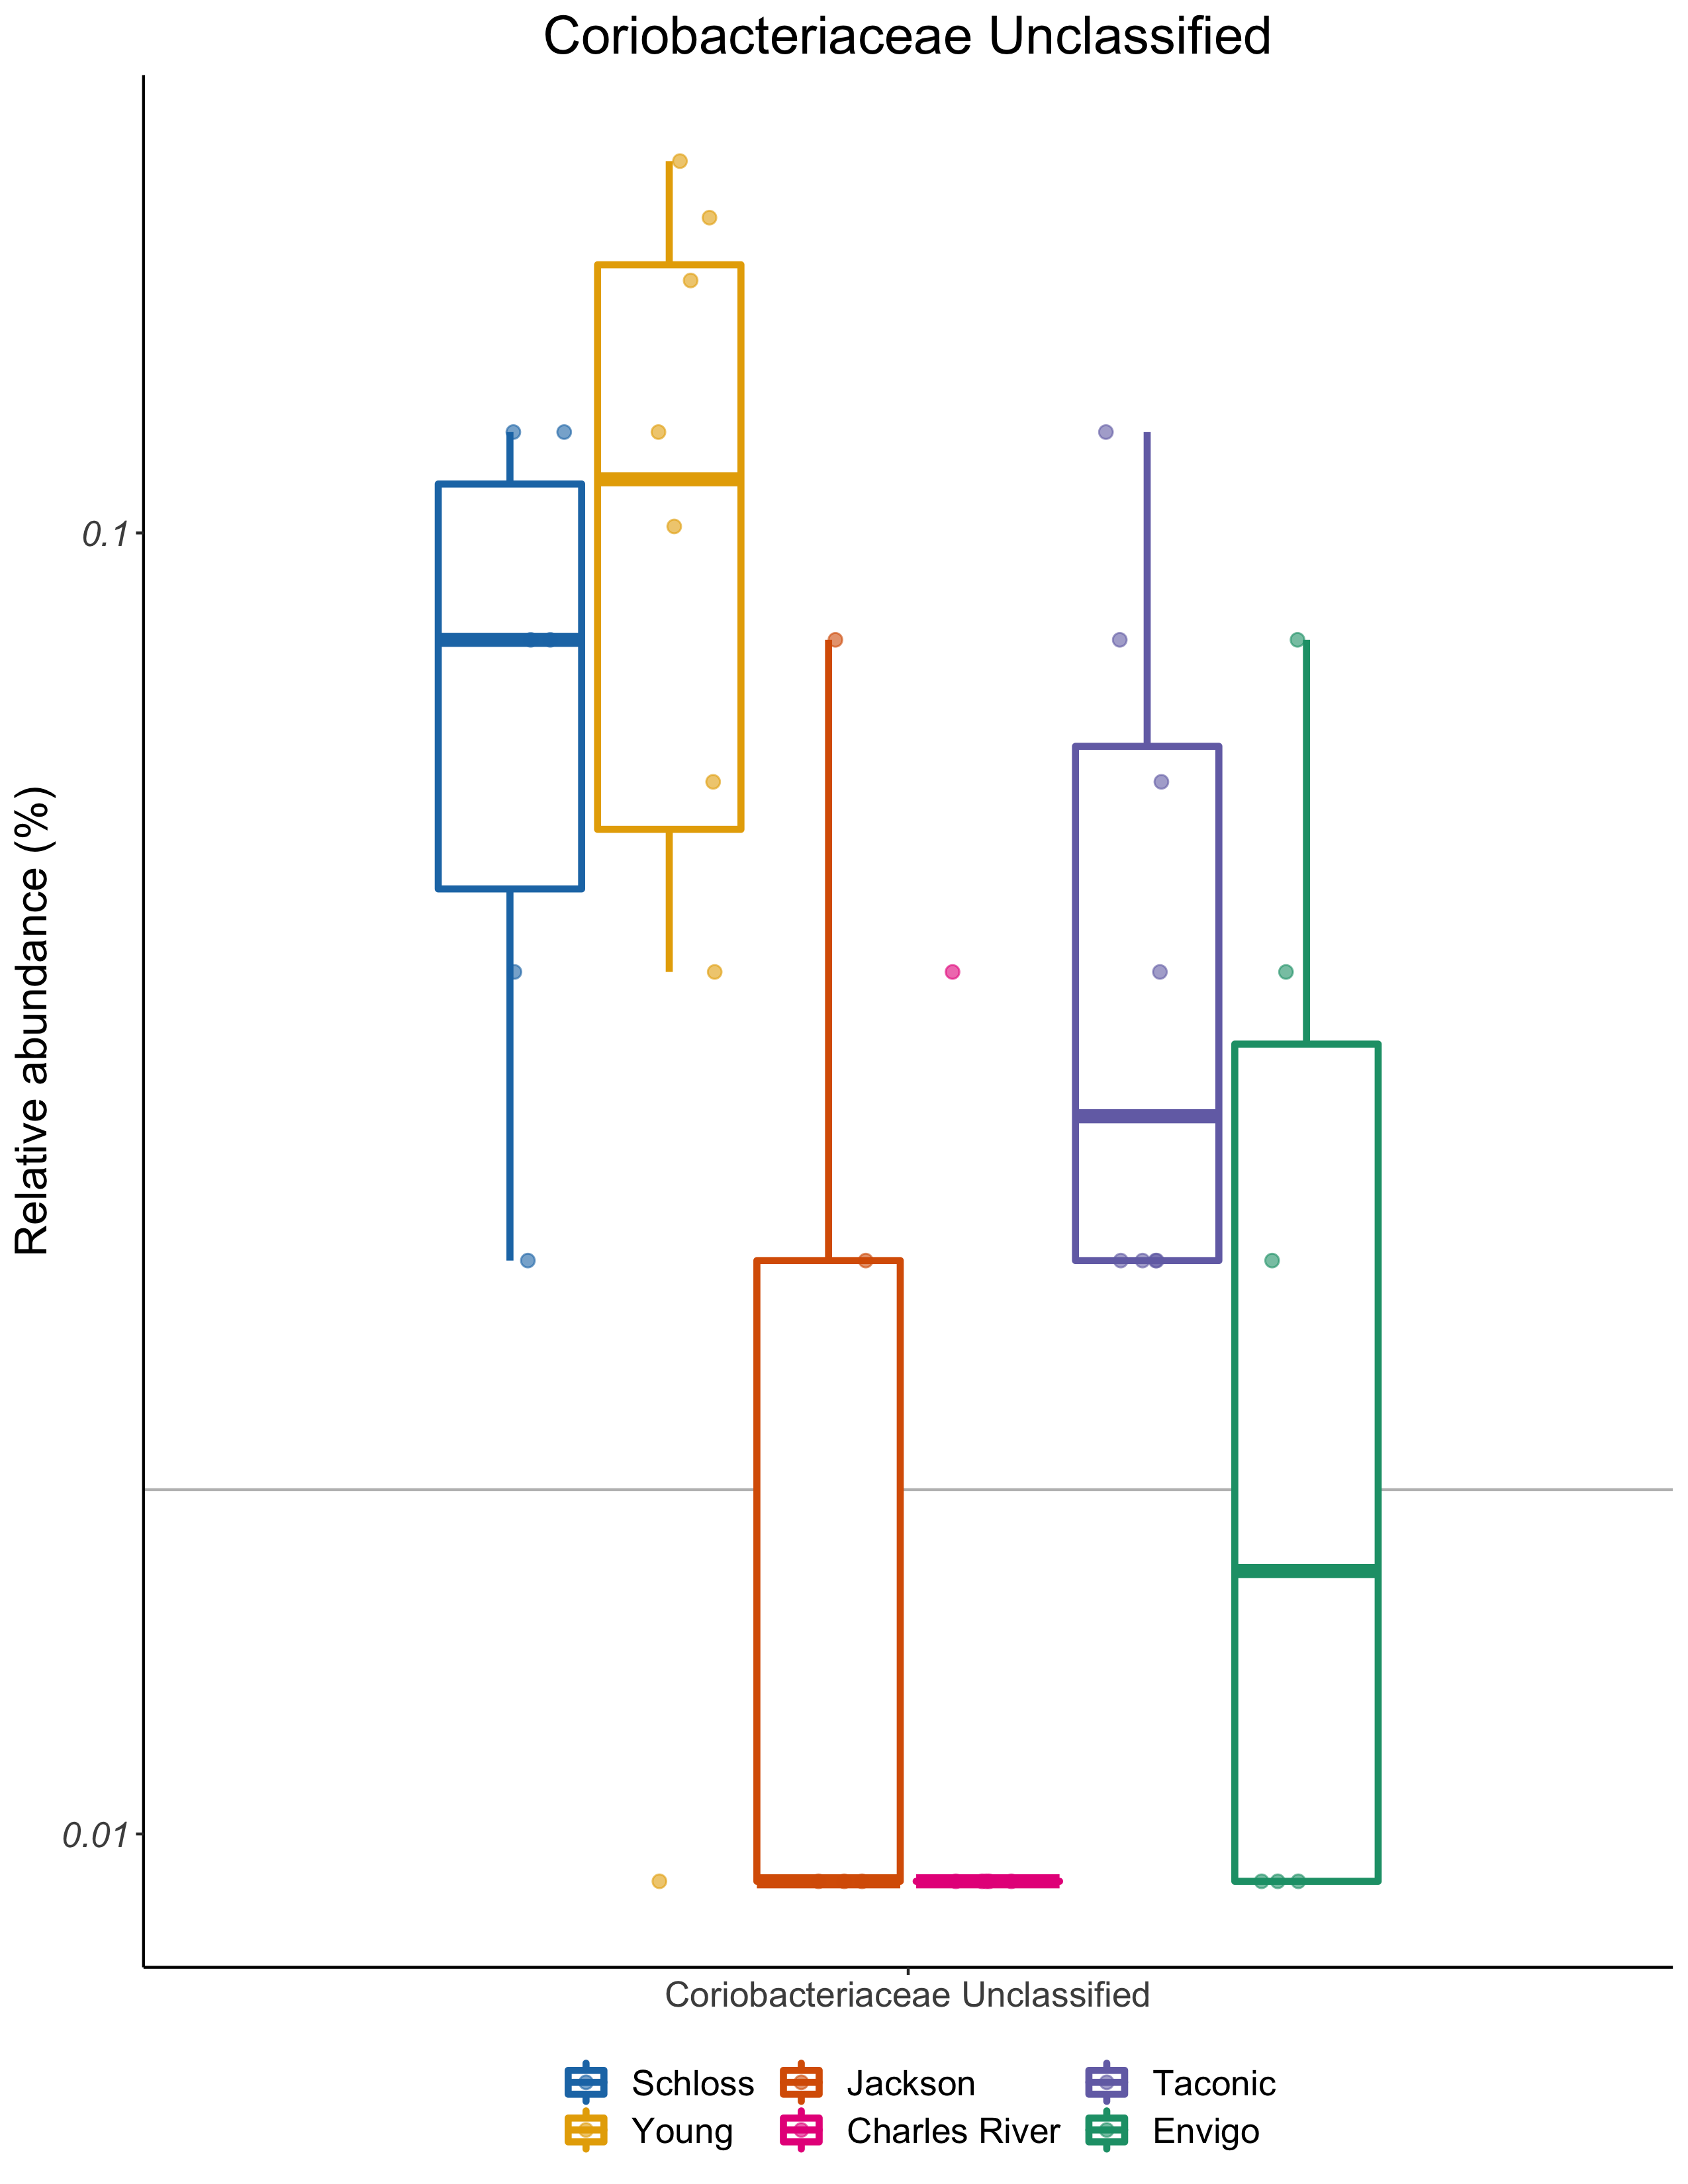 Coriobacteriaceae Unclassified
Relative abundance (%)
0.1
0.01
Coriobacteriaceae Unclassified
Schloss
Jackson
Taconic
Young
Charles River
Envigo